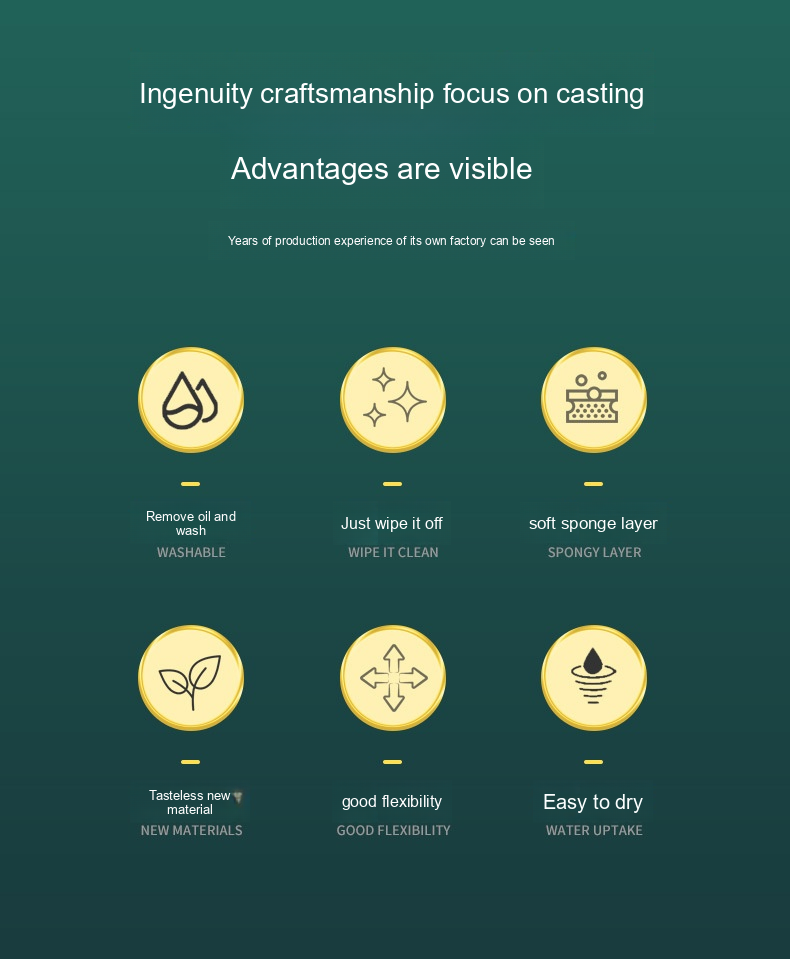 Ingenuity craftsmanship focus on casting
Advantages are visible
Years of production experience of its own factory can be seen
Remove oil and
wash
WASHABLE
Just wipe it off
WIPE IT CLEAN
soft sponge layer
SPONGY LAYER
Tasteless new
material
NEW MATERIALS
good flexibility
GOOD FLEXIBILITY
Easy to dry
WATER UPTAKE